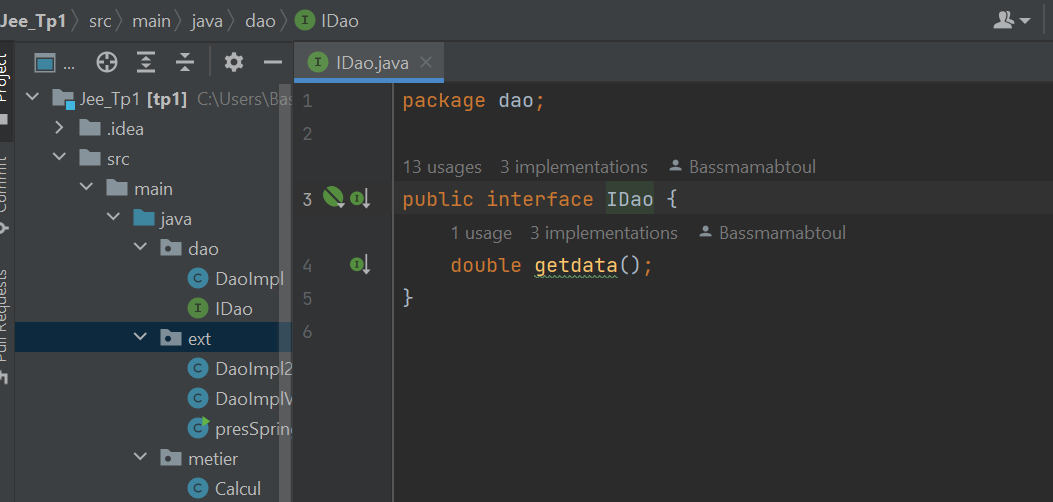 Jee_Tp1 src main java dao IDao
Project
...
IDao.java
Jee_Tp1 [tp1] C:\Users\Bas
.idea
src
main
java
dao
DaoImpl
IDao
ext
DaoImpl2
DaoImplV
presSpring
metier
Calcul
Commit
Pull Requests
1 package dao;
2
13 usages 3 implementations Bassmamabtoul
3 public interface IDao {
1 usage 3 implementations Bassmamabtoul
4 double getdata();
5 }
6